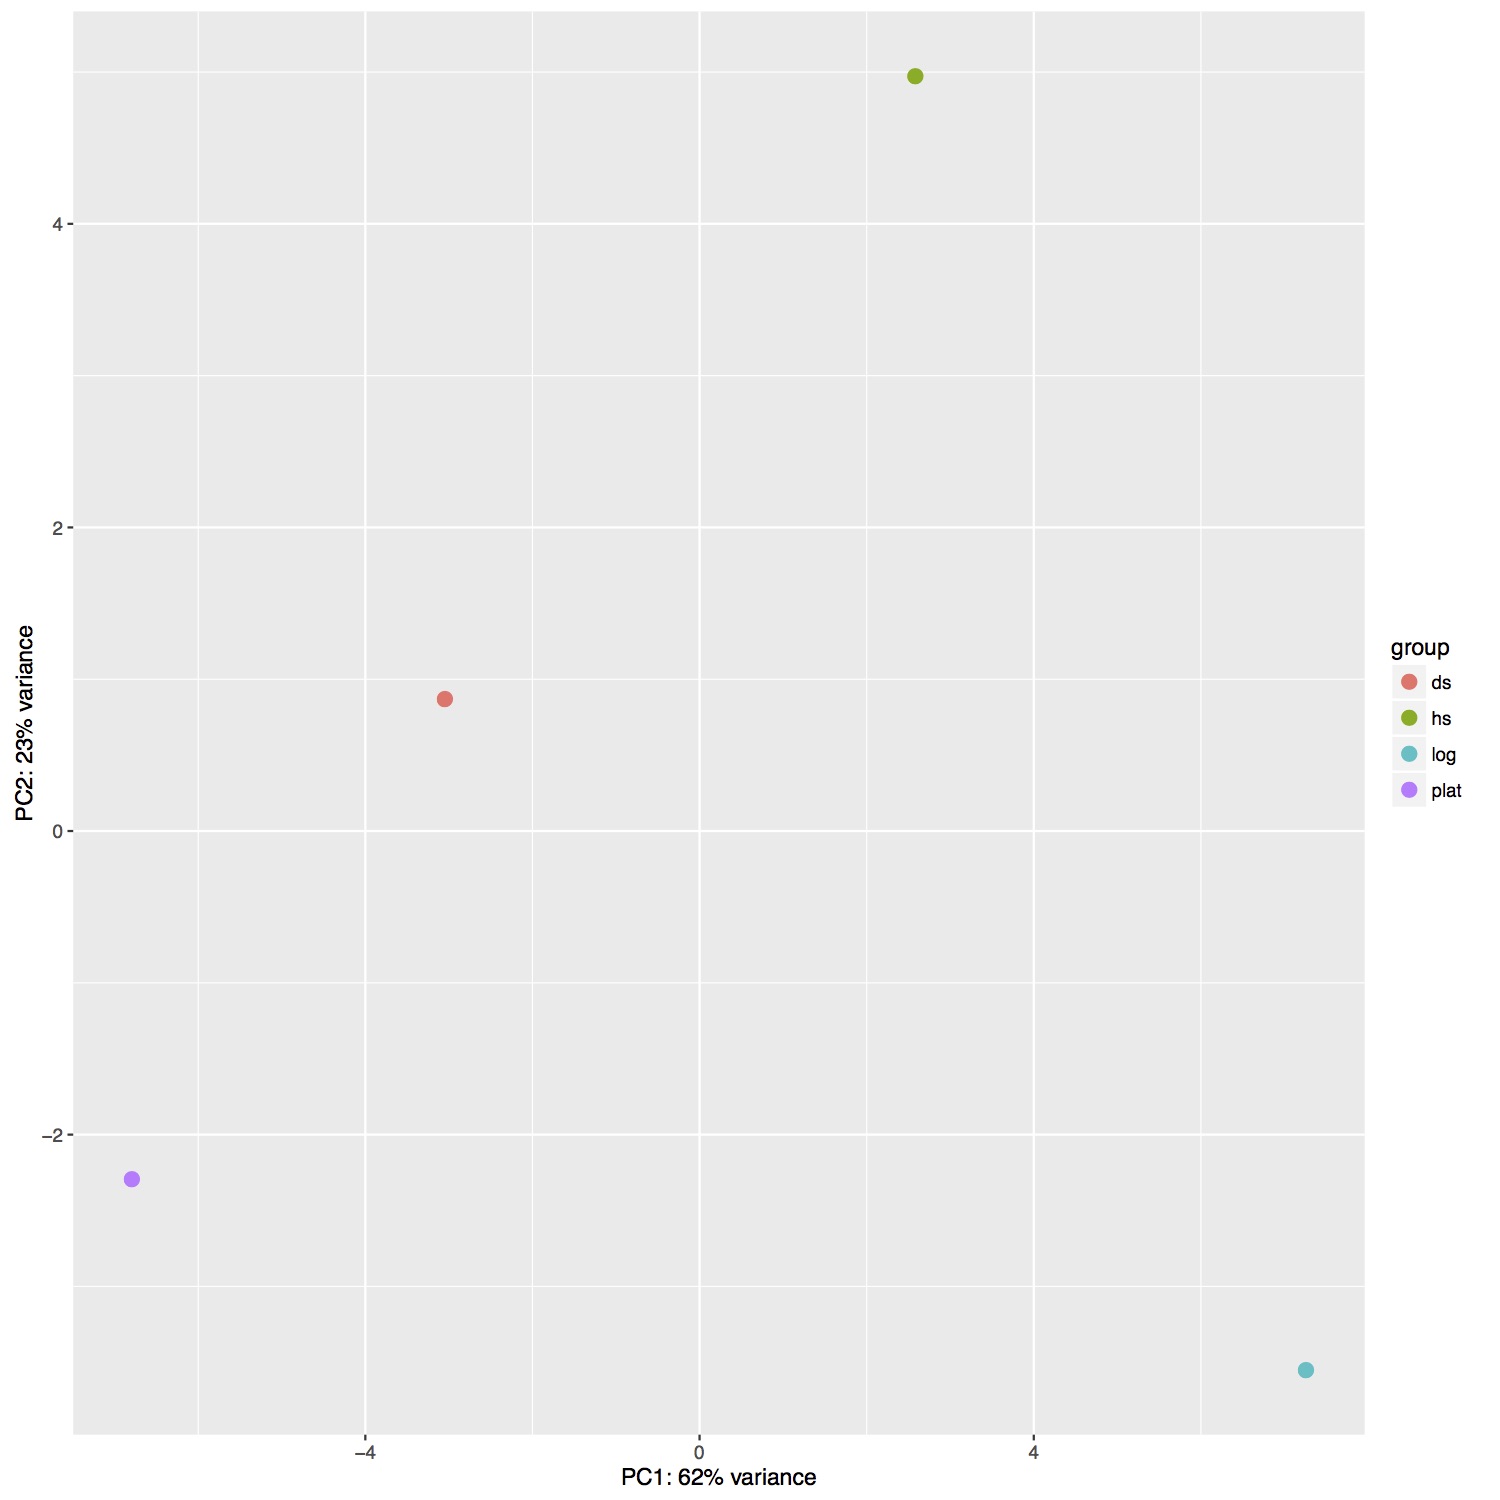 4
2
0
−2
−4
0
4
PC1: 62% variance
PC2: 23% variance
group
ds
hs
log
plat